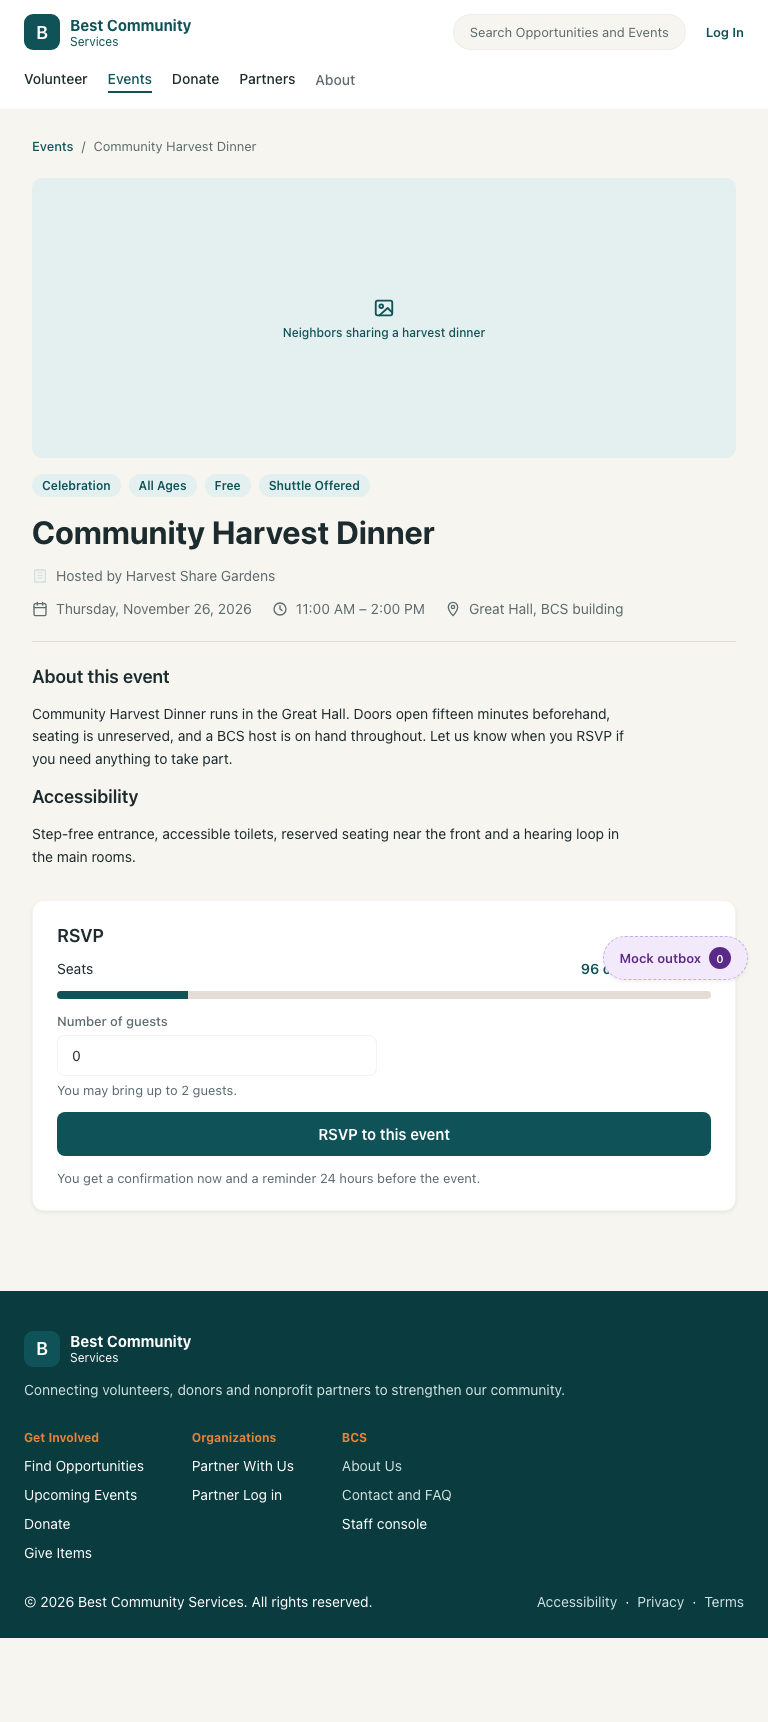 B
Best Community
Services
Search Opportunities and Events
Log In
Volunteer
Events
Donate
Partners
About
Events / Community Harvest Dinner
Neighbors sharing a harvest dinner
Celebration
All Ages
Free
Shuttle Offered
Community Harvest Dinner
Hosted by Harvest Share Gardens
Thursday, November 26, 2026
11:00 AM – 2:00 PM
Great Hall, BCS building
About this event
Community Harvest Dinner runs in the Great Hall. Doors open fifteen minutes beforehand,
seating is unreserved, and a BCS host is on hand throughout. Let us know when you RSVP if
you need anything to take part.
Accessibility
Step-free entrance, accessible toilets, reserved seating near the front and a hearing loop in
the main rooms.
RSVP
Seats
96
Mock outbox 0
Number of guests
0
You may bring up to 2 guests.
RSVP to this event
You get a confirmation now and a reminder 24 hours before the event.
B
Best Community
Services
Connecting volunteers, donors and nonprofit partners to strengthen our community.
Get Involved
Find Opportunities
Upcoming Events
Donate
Give Items
Organizations
Partner With Us
Partner Log in
BCS
About Us
Contact and FAQ
Staff console
© 2026 Best Community Services. All rights reserved.
Accessibility · Privacy · Terms